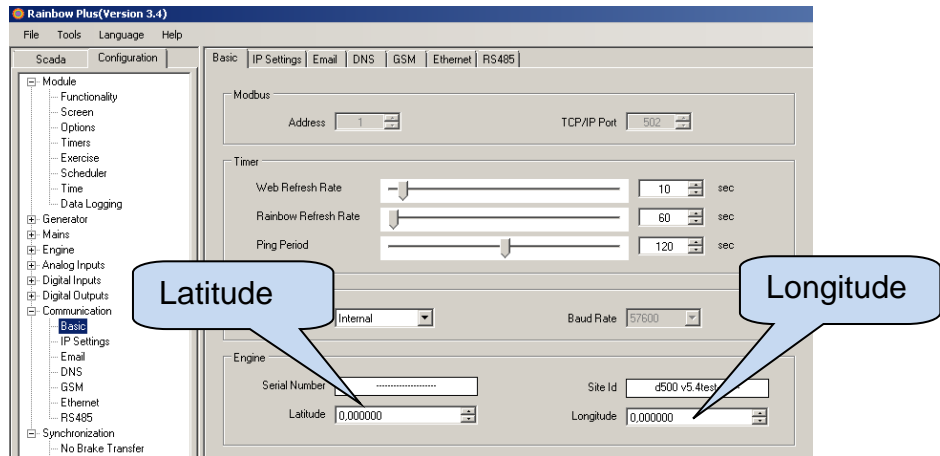 Rainbow Plus(Version 3.4)
File Tools Language Help
Scada Configuration
Module
Functionality
Screen
Options
Timers
Exercise
Scheduler
Time
Data Logging
Generator
Mains
Engine
Analog Inputs
Digital Inputs
Digital Outputs
Communication
Basic
IP Settings
Email
DNS
GSM
Ethernet
RS485
Synchronization
No Brake Transfer
Basic IP Settings Email DNS GSM Ethernet RS485
Modbus
Address 1 TCP/IP Port 502
Timer
Web Refresh Rate 10 sec
Rainbow Refresh Rate 60 sec
Ping Period 120 sec
Latitude
Longitude
Internal Baud Rate 57600
Engine
Serial Number -------------------- Site Id d500 v5.4test
Latitude 0,000000 Longitude 0,000000